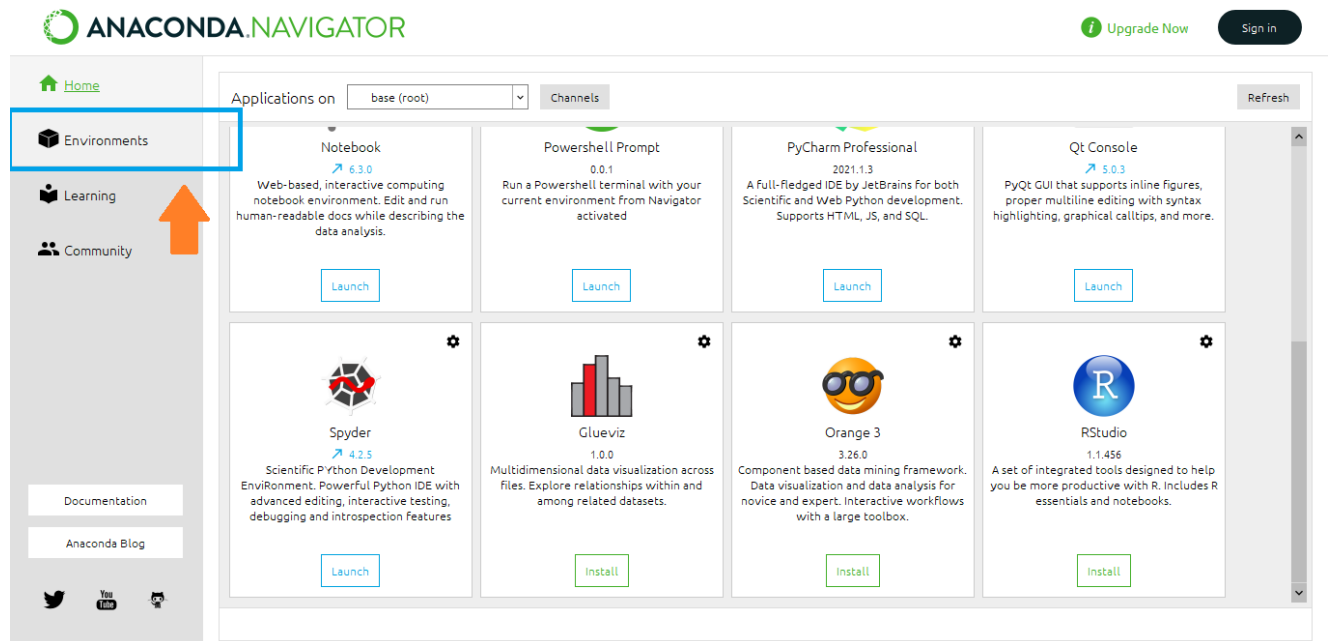 ANACONDA.NAVIGATOR
i Upgrade Now
Sign in
Home
Environments
Learning
Community
Documentation
Anaconda Blog
You
Tube
Applications on base (root) Channels
Refresh
Notebook
6.3.0
Web-based, interactive computing
notebook environment. Edit and run
human-readable docs while describing the
data analysis.
Launch
Powershell Prompt
0.0.1
Run a Powershell terminal with your
current environment from Navigator
activated
Launch
PyCharm Professional
2021.1.3
A full-fledged IDE by JetBrains for both
Scientific and Web Python development.
Supports HTML, JS, and SQL.
Launch
Qt Console
5.0.3
PyQt GUI that supports inline figures,
proper multiline editing with syntax
highlighting, graphical calltips, and more.
Launch
Spyder
4.2.5
Scientific PYthon Development
EnviRonment. Powerful Python IDE with
advanced editing, interactive testing,
debugging and introspection features
Launch
Glueviz
1.0.0
Multidimensional data visualization across
files. Explore relationships within and
among related datasets.
Install
Orange 3
3.26.0
Component based data mining framework.
Data visualization and data analysis for
novice and expert. Interactive workflows
with a large toolbox.
Install
R
RStudio
1.1.456
A set of integrated tools designed to help
you be more productive with R. Includes R
essentials and notebooks.
Install